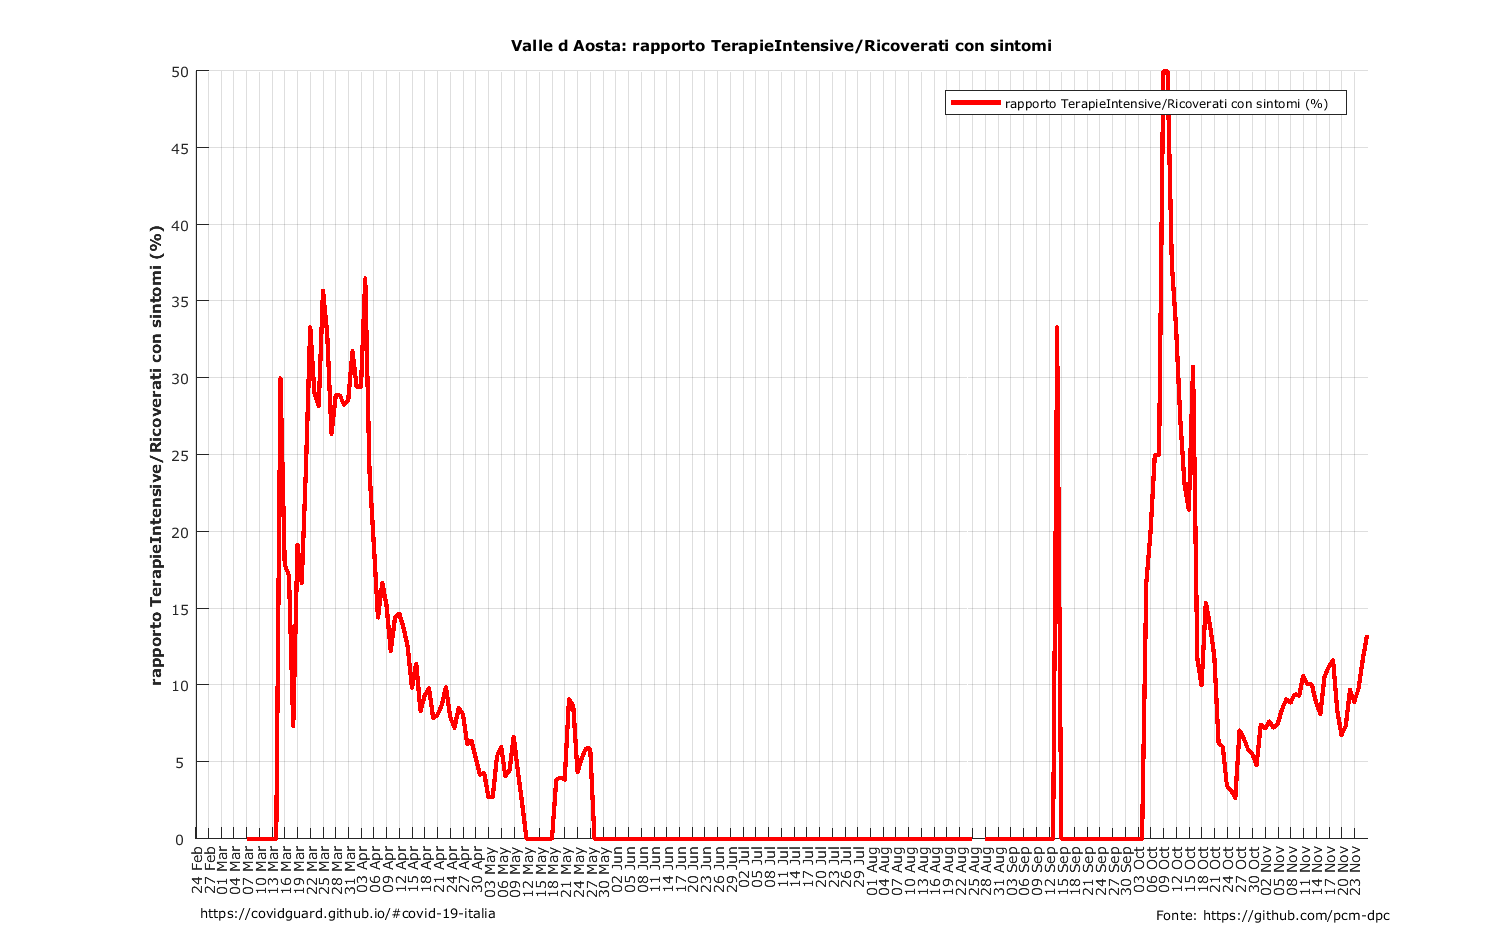 Valle d Aosta: rapporto TerapieIntensive/Ricoverati con sintomi
rapporto TerapieIntensive/Ricoverati con sintomi (%)
rapporto TerapieIntensive/Ricoverati con sintomi (%)
50
45
40
35
30
25
20
15
10
5
0
24 Feb
27 Feb
01 Mar
04 Mar
07 Mar
10 Mar
13 Mar
16 Mar
19 Mar
22 Mar
25 Mar
28 Mar
31 Mar
03 Apr
06 Apr
09 Apr
12 Apr
15 Apr
18 Apr
21 Apr
24 Apr
27 Apr
30 Apr
03 May
06 May
09 May
12 May
15 May
18 May
21 May
24 May
27 May
30 May
02 Jun
05 Jun
08 Jun
11 Jun
14 Jun
17 Jun
20 Jun
23 Jun
26 Jun
29 Jun
02 Jul
05 Jul
08 Jul
11 Jul
14 Jul
17 Jul
20 Jul
23 Jul
26 Jul
29 Jul
01 Aug
04 Aug
07 Aug
10 Aug
13 Aug
16 Aug
19 Aug
22 Aug
25 Aug
28 Aug
31 Aug
03 Sep
06 Sep
09 Sep
12 Sep
15 Sep
18 Sep
21 Sep
24 Sep
27 Sep
30 Sep
03 Oct
06 Oct
09 Oct
12 Oct
15 Oct
18 Oct
21 Oct
24 Oct
27 Oct
30 Oct
02 Nov
05 Nov
08 Nov
11 Nov
14 Nov
17 Nov
20 Nov
23 Nov
https://covidguard.github.io/#covid-19-italia
Fonte: https://github.com/pcm-dpc